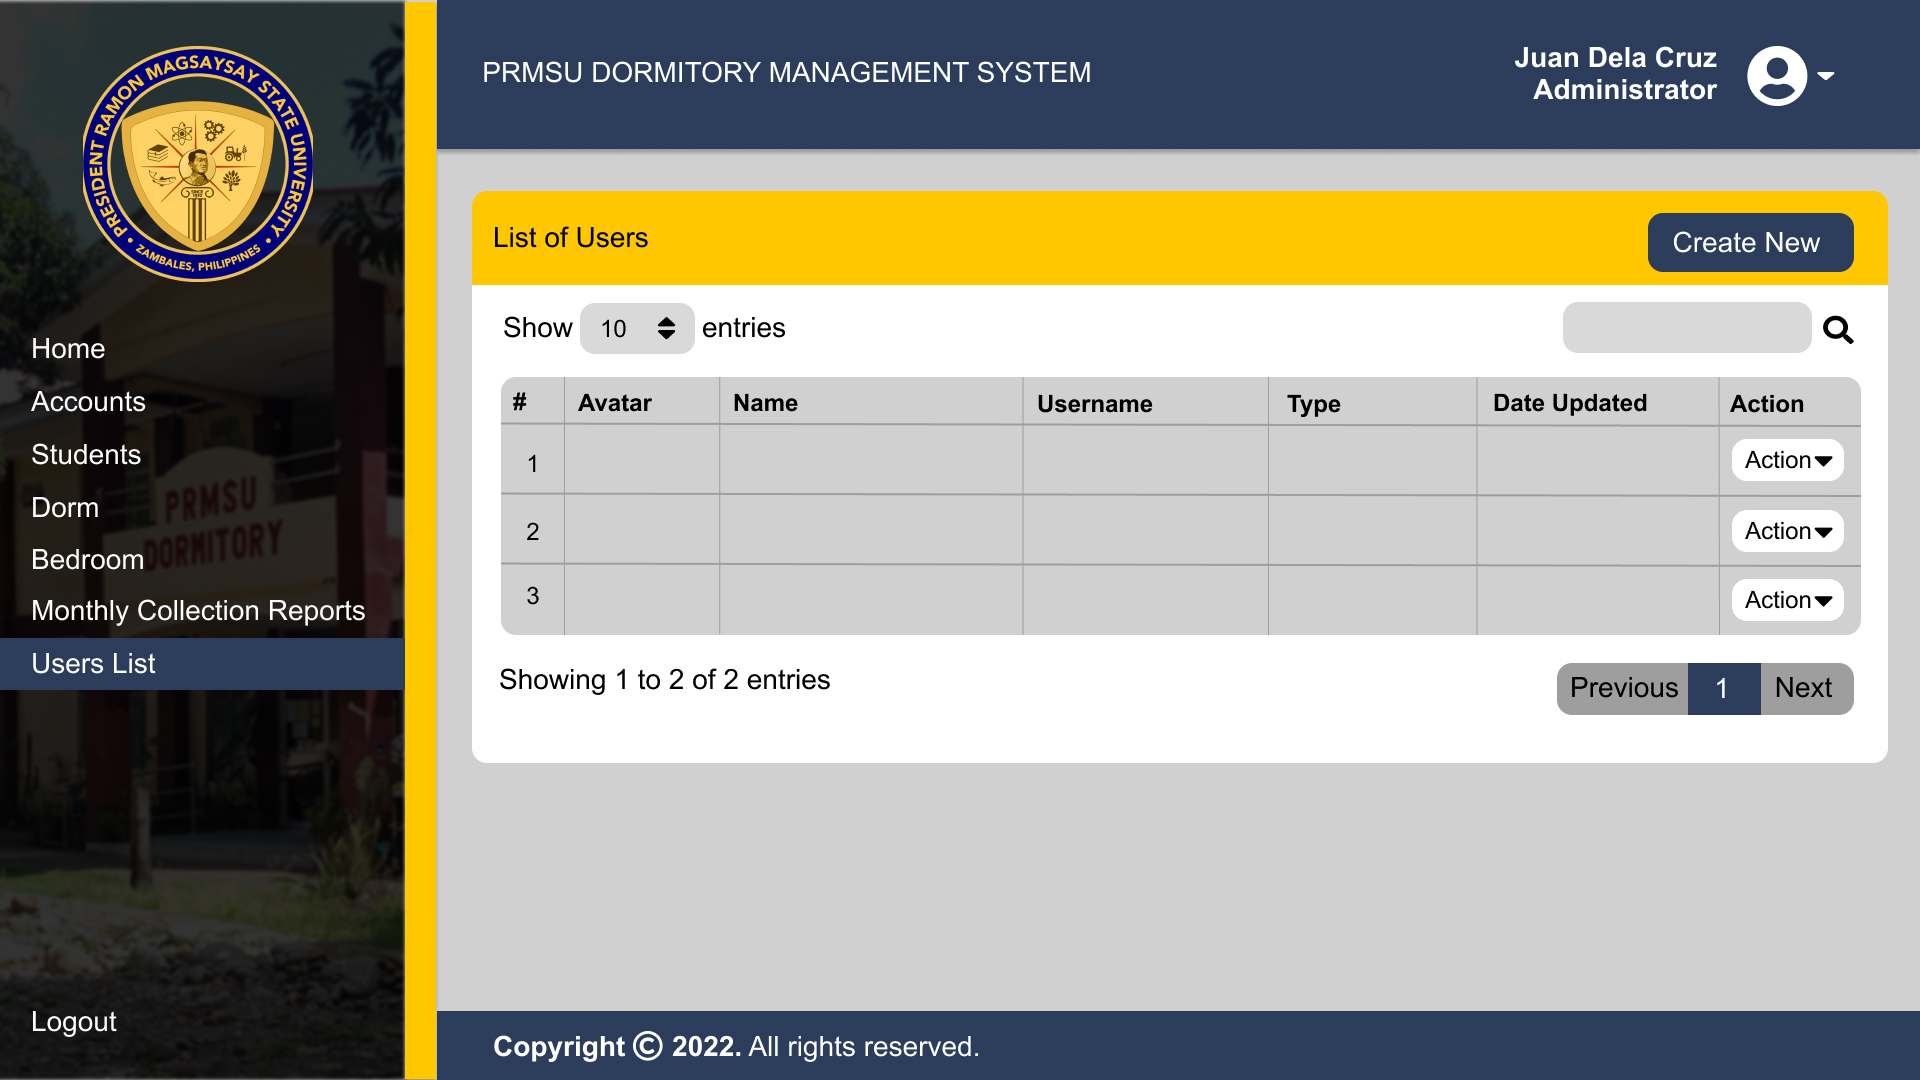 PRESIDENT RAMON MAGSAYSAY STATE UNIVERSITY
• ZAMBALES, PHILIPPINES •
Home
Accounts
Students
Dorm
Bedroom
Monthly Collection Reports
Users List
Logout
PRMSU
DORMITORY
PRMSU DORMITORY MANAGEMENT SYSTEM
Juan Dela Cruz
Administrator
List of Users
Create New
Show 10 entries
# Avatar Name Username Type Date Updated Action
1 Action
2 Action
3 Action
Showing 1 to 2 of 2 entries
Previous 1 Next
Copyright © 2022. All rights reserved.